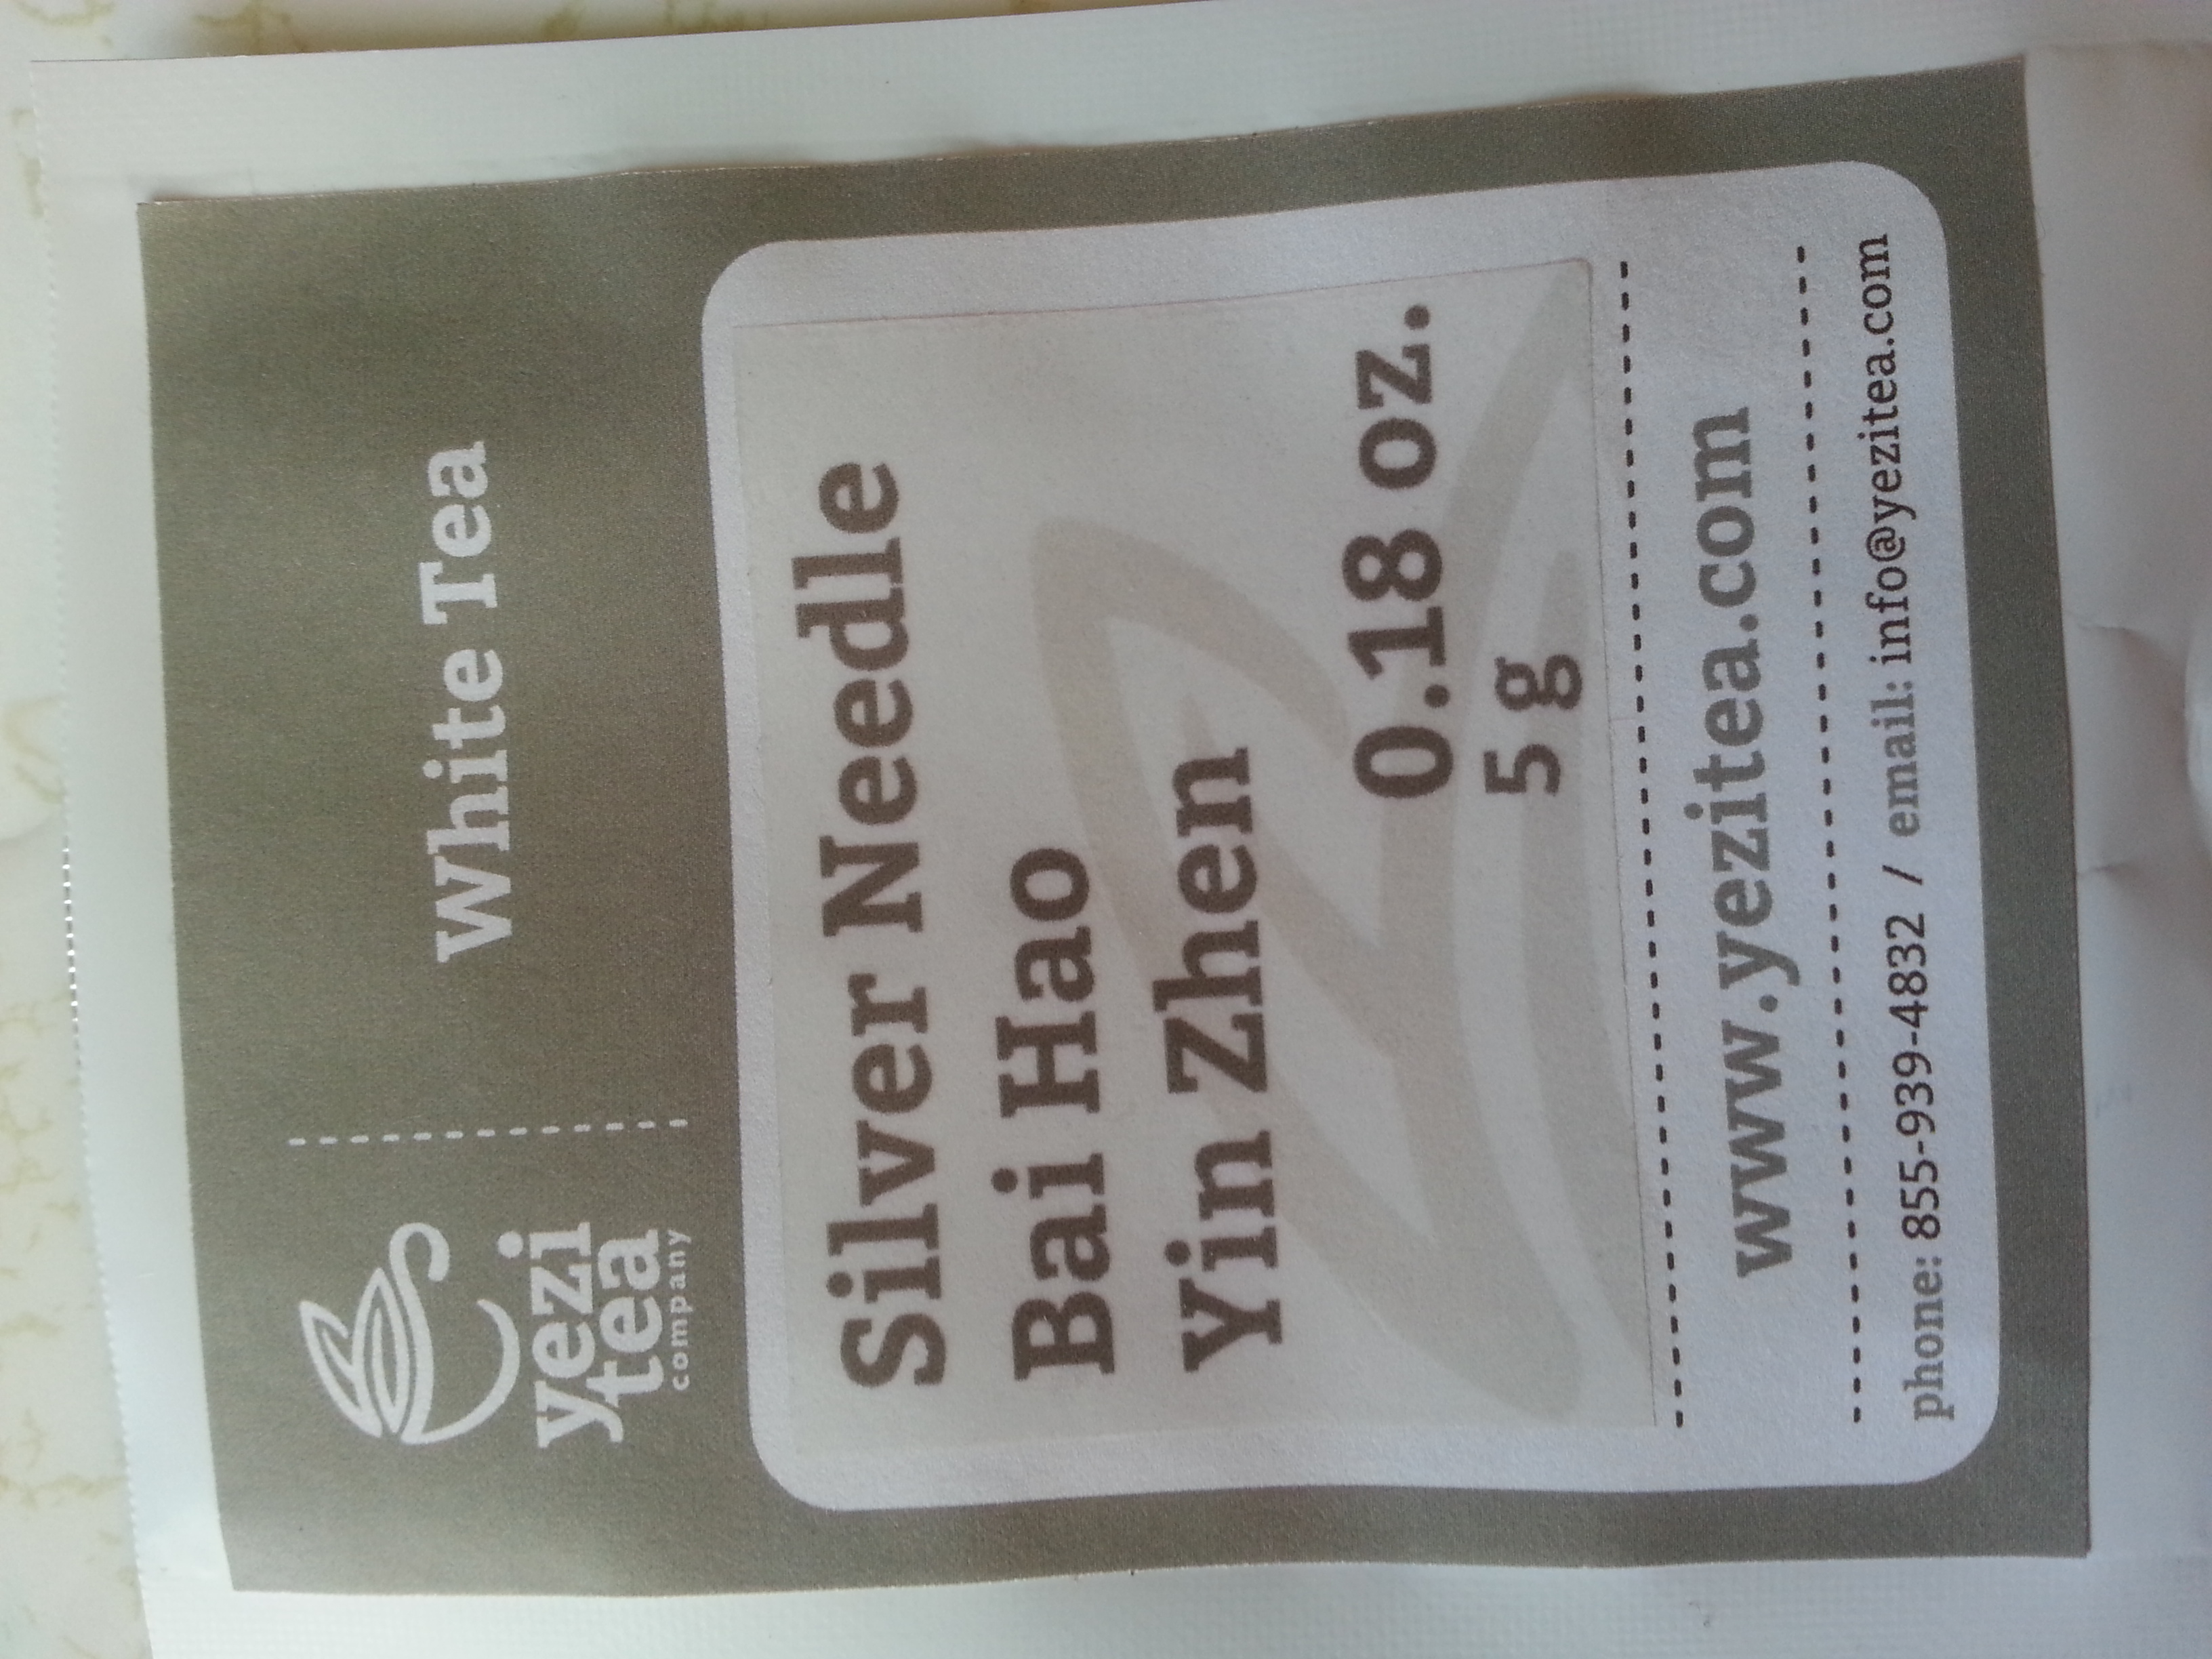 yezi
tea
company
White Tea
Silver Needle
Bai Hao
Yin Zhen
0.18 oz.
5 g
www.yezitea.com
phone: 855-939-4832 / email: info@yezitea.com